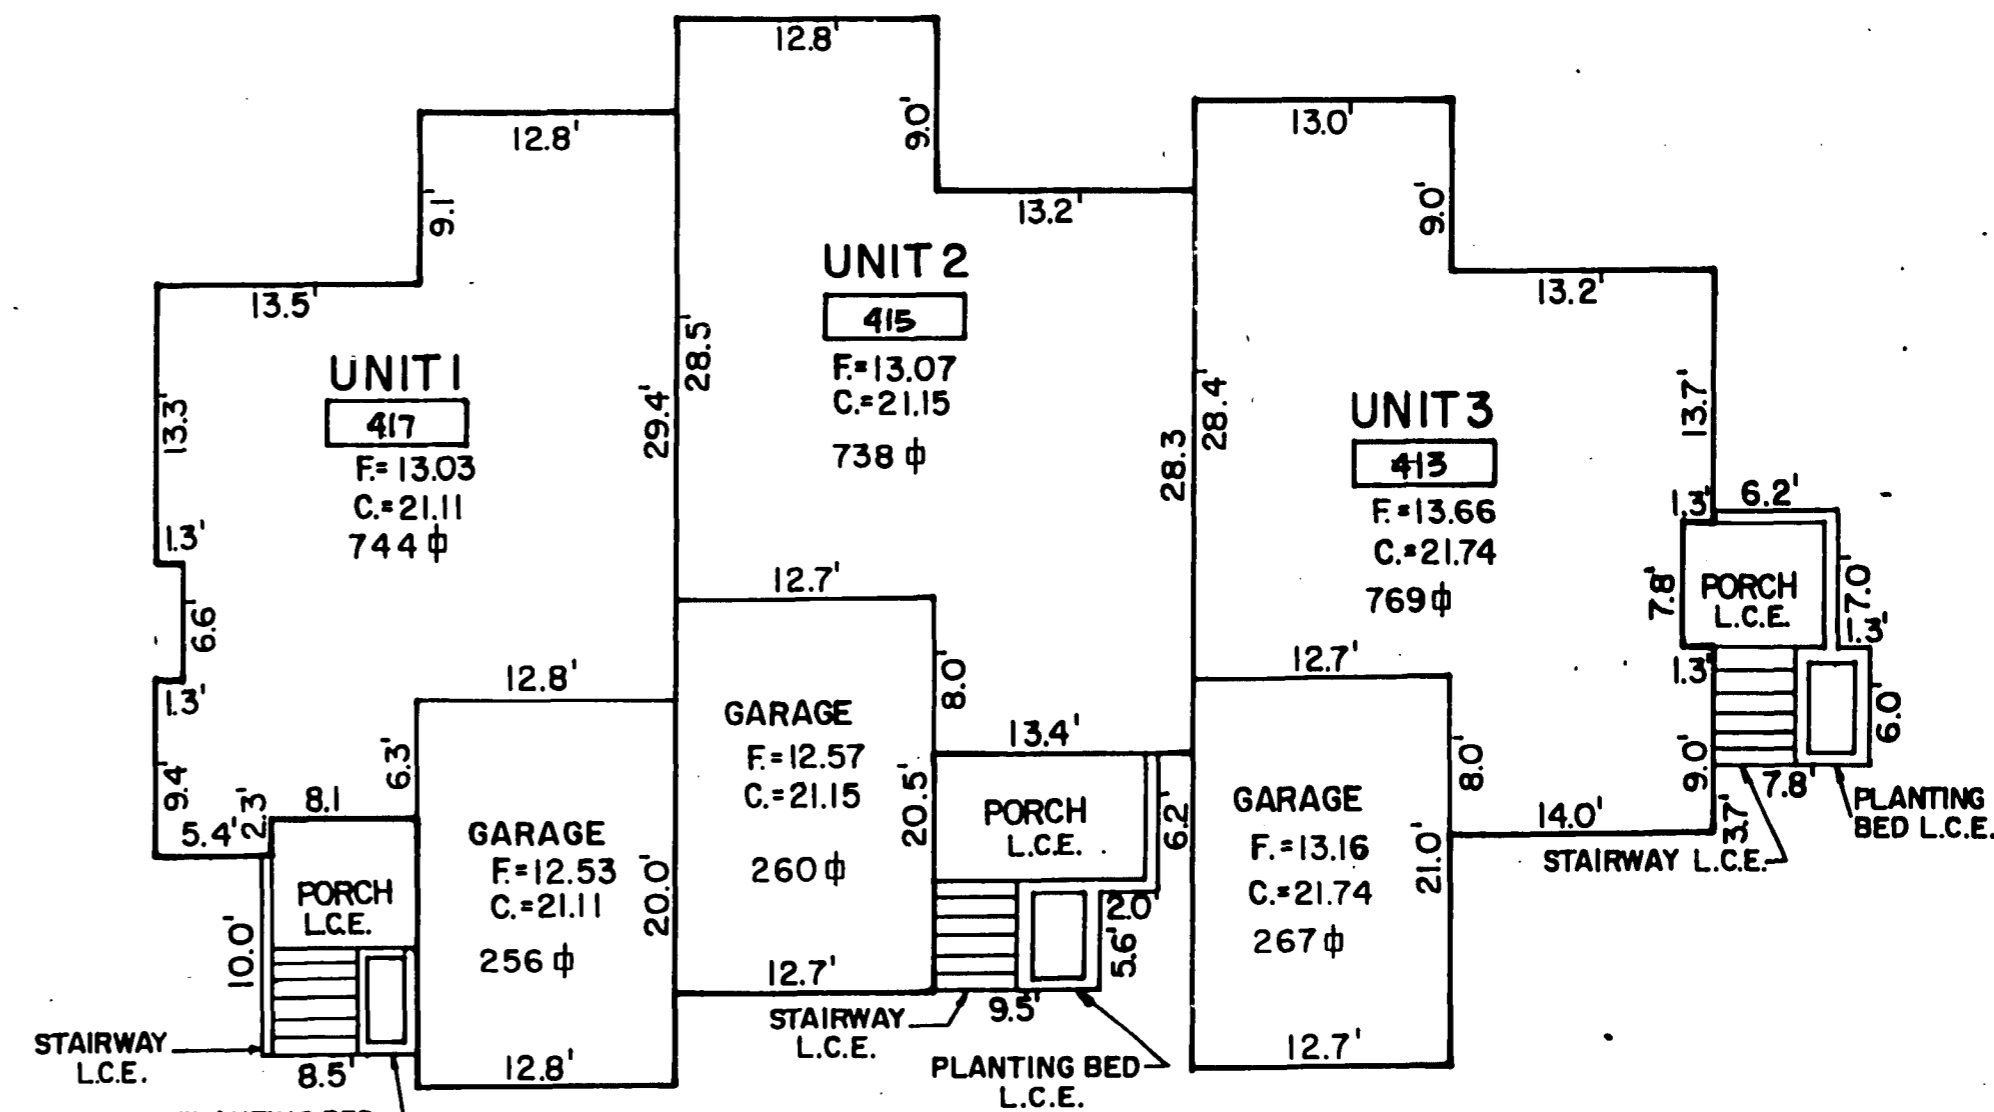 12.8'
9.0'
13.2'
12.8'
9.1'
13.5'
13.3'
1.3'
6.6'
1.3'
9.4'
5.4'
2.3'
8.1
6.3'
12.8'
29.4'
28.5'
UNIT 1
417
F.=13.03
C.=21.11
744 ⏀
GARAGE
F.=12.53
C.=21.11
256 ⏀
20.0'
12.8'
PORCH
L.C.E.
10.0'
8.5'
STAIRWAY
L.C.E.
UNIT 2
415
F.=13.07
C.=21.15
738 ⏀
12.7'
8.0'
GARAGE
F.=12.57
C.=21.15
260 ⏀
20.5'
12.7'
13.4'
PORCH
L.C.E.
6.2'
2.0'
5.6'
9.5'
STAIRWAY
L.C.E.
PLANTING BED
L.C.E.
28.3
28.4'
13.0'
9.0'
13.2'
13.7'
UNIT 3
413
F.=13.66
C.=21.74
769 ⏀
12.7'
8.0'
GARAGE
F.=13.16
C.=21.74
267 ⏀
21.0'
12.7'
14.0'
1.3'
6.2'
7.8'
PORCH
L.C.E.
7.0'
1.3'
1.3'
6.0'
9.0'
7.8'
3.7'
STAIRWAY L.C.E.
PLANTING
BED L.C.E.